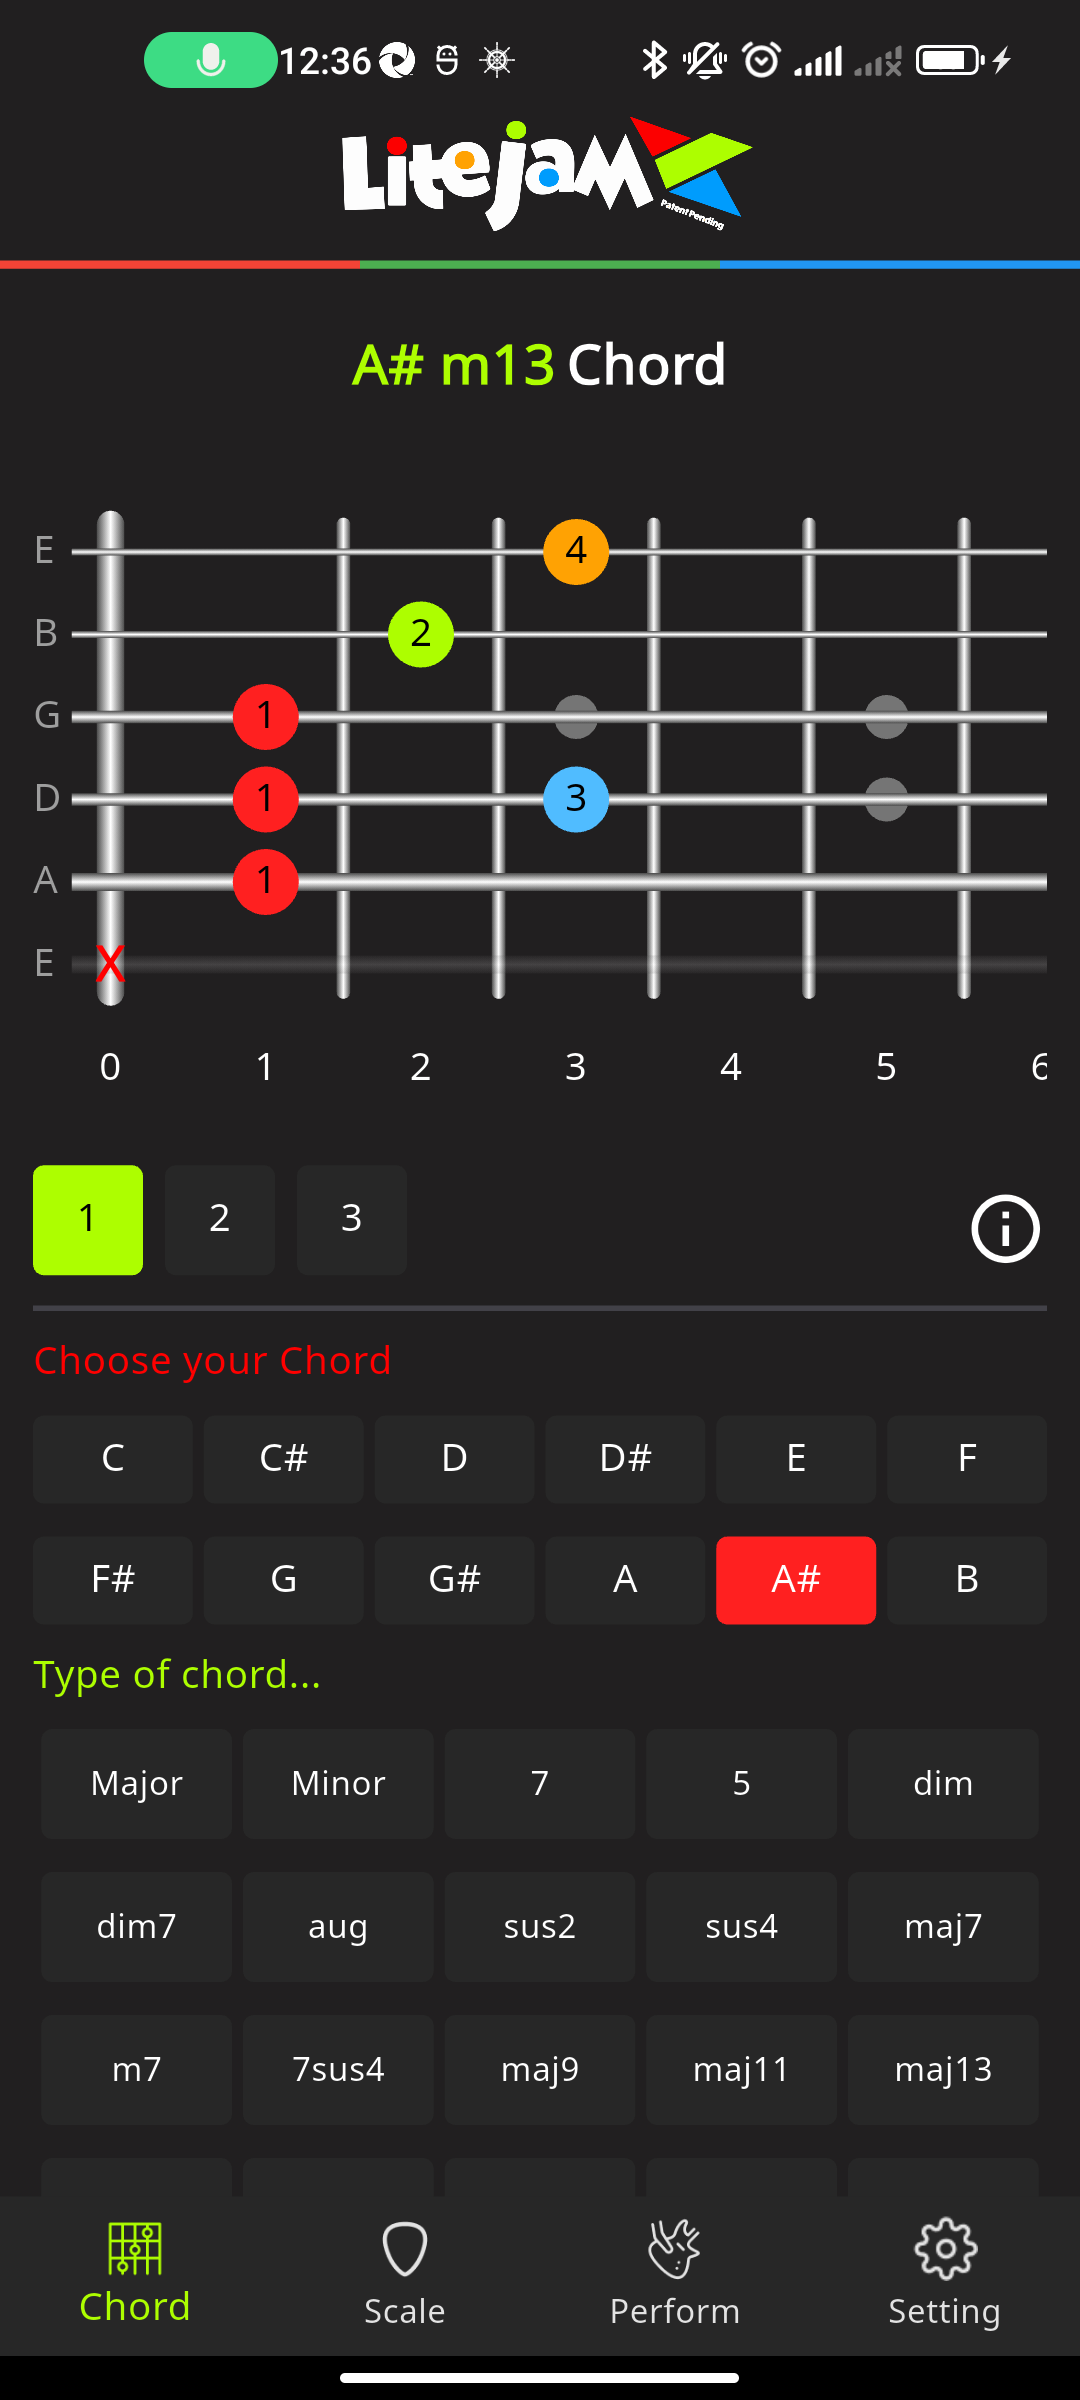 12:36
LiteJam
Patent Pending
A# m13 Chord
E 4
B 2
G 1
D 1 3
A 1
E X
0 1 2 3 4 5 6
1 2 3
Choose your Chord
C C# D D# E F
F# G G# A A# B
Type of chord...
Major Minor 7 5 dim
dim7 aug sus2 sus4 maj7
m7 7sus4 maj9 maj11 maj13
Chord Scale Perform Setting